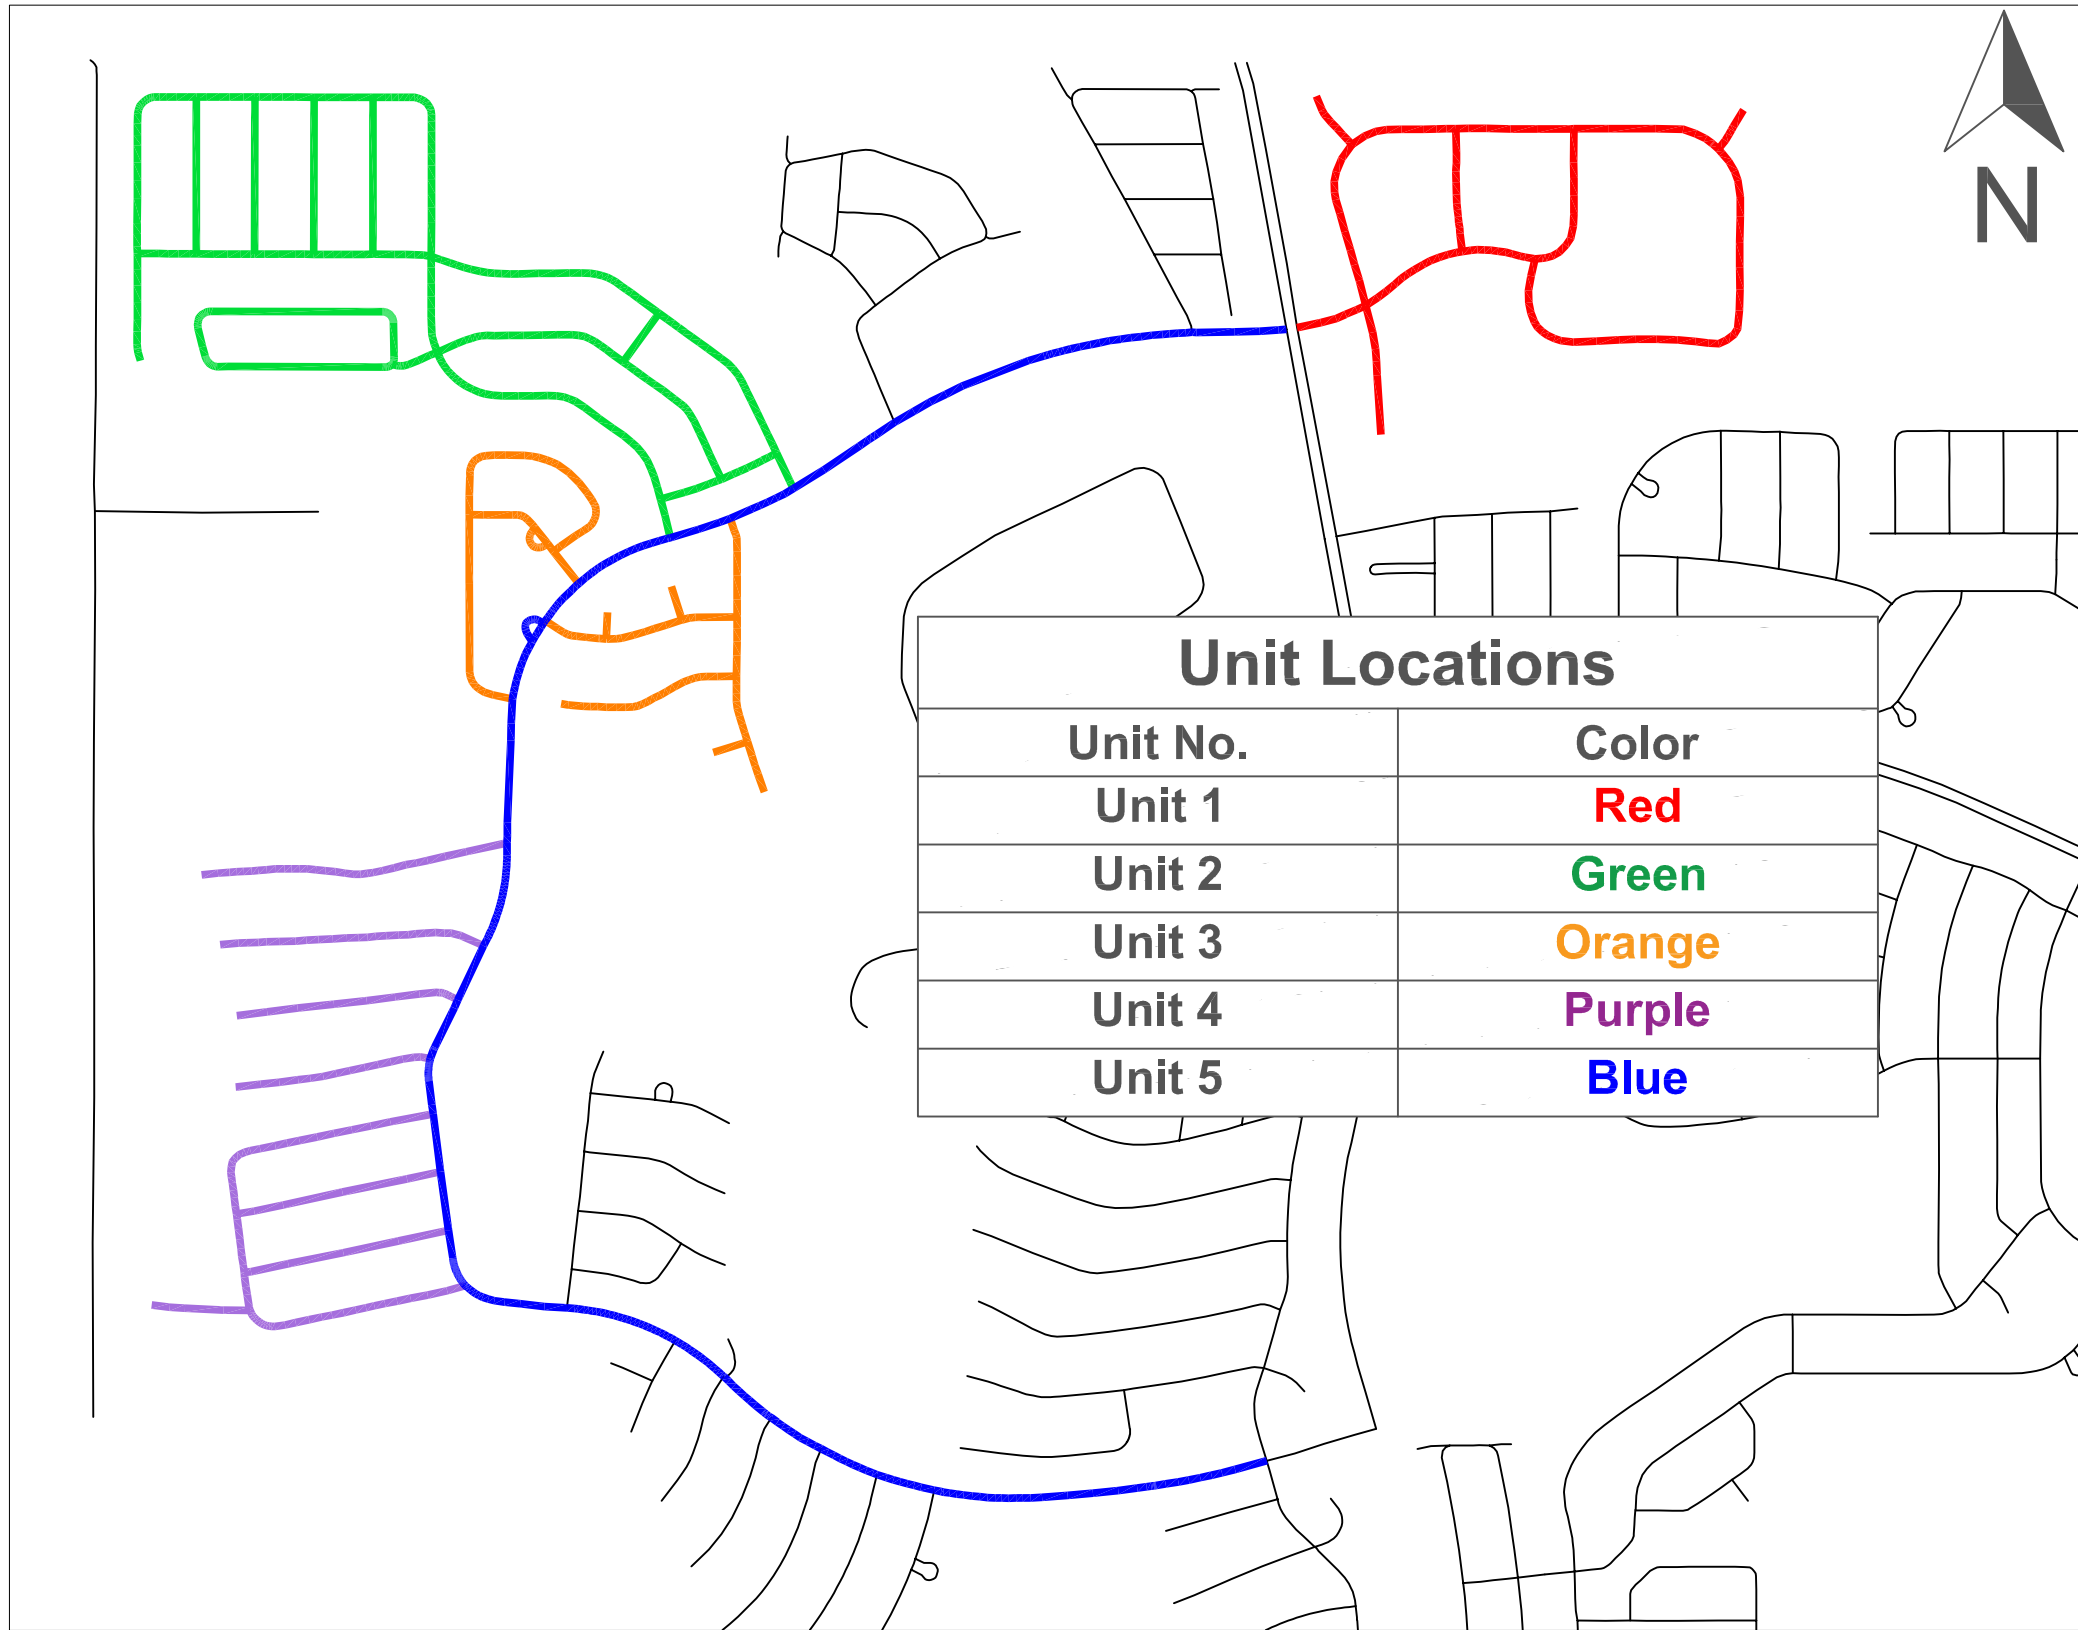 N
Unit Locations
Unit No. Color
Unit 1 Red
Unit 2 Green
Unit 3 Orange
Unit 4 Purple
Unit 5 Blue